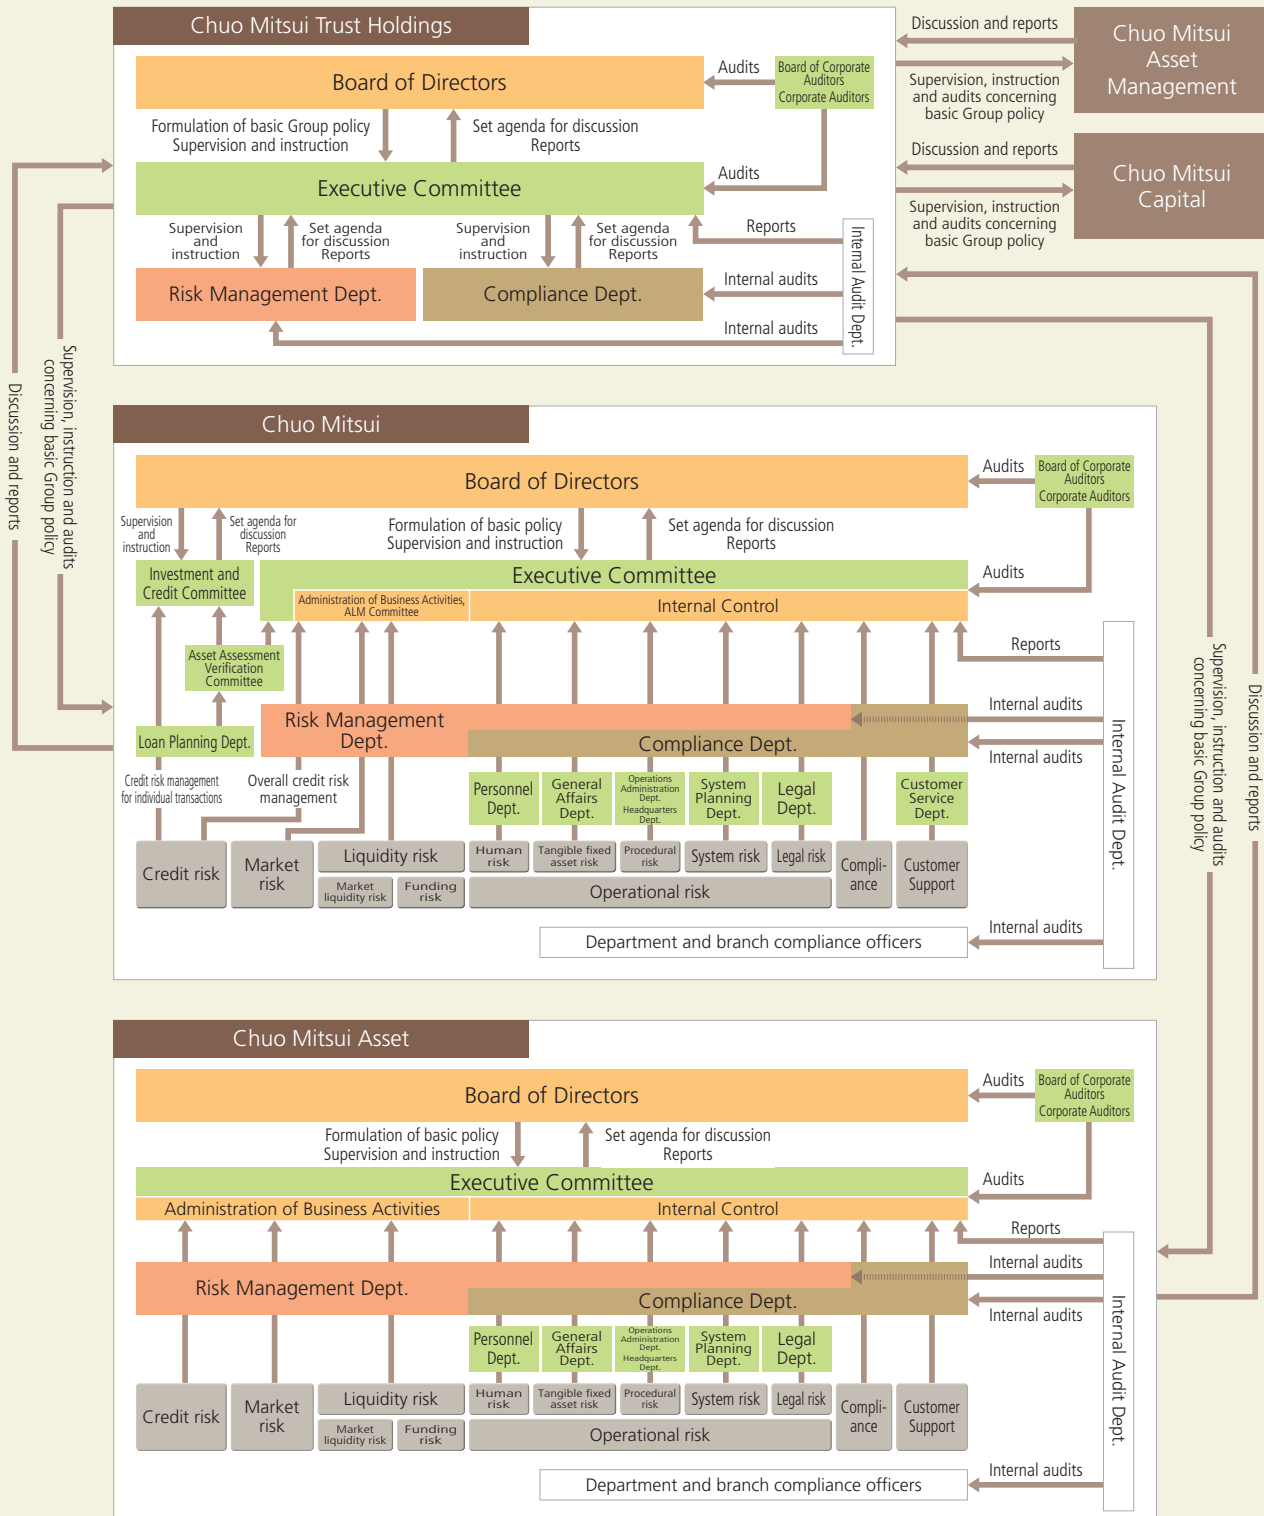 Chuo Mitsui Trust Holdings
Board of Directors
Audits
Board of Corporate
Auditors
Corporate Auditors
Formulation of basic Group policy
Supervision and instruction
Set agenda for discussion
Reports
Executive Committee
Audits
Supervision
and
instruction
Set agenda
for discussion
Reports
Supervision
and
instruction
Set agenda
for discussion
Reports
Reports
Risk Management Dept.
Compliance Dept.
Internal audits
Internal audits
Internal Audit Dept.
Discussion and reports
Supervision, instruction
and audits concerning
basic Group policy
Chuo Mitsui
Asset
Management
Discussion and reports
Supervision, instruction
and audits concerning
basic Group policy
Chuo Mitsui
Capital
Discussion and reports
Supervision, instruction and audits
concerning basic Group policy
Chuo Mitsui
Board of Directors
Audits
Board of Corporate
Auditors
Corporate Auditors
Supervision
and
instruction
Set agenda for
discussion
Reports
Formulation of basic policy
Supervision and instruction
Set agenda for discussion
Reports
Investment and
Credit Committee
Executive Committee
Audits
Administration of Business Activities,
ALM Committee
Internal Control
Reports
Asset Assessment
Verification
Committee
Loan Planning Dept.
Risk Management
Dept.
Compliance Dept.
Internal audits
Internal audits
Internal Audit Dept.
Credit risk management
for individual transactions
Overall credit risk
management
Personnel
Dept.
General
Affairs
Dept.
Operations
Administration
Dept.
Headquarters
Dept.
System
Planning
Dept.
Legal
Dept.
Customer
Service
Dept.
Credit risk
Market
risk
Liquidity risk
Market
liquidity risk
Funding
risk
Human
risk
Tangible fixed
asset risk
Procedural
risk
System risk
Legal risk
Operational risk
Compli-
ance
Customer
Support
Department and branch compliance officers
Internal audits
Supervision, instruction and audits
concerning basic Group policy
Discussion and reports
Chuo Mitsui Asset
Board of Directors
Audits
Board of Corporate
Auditors
Corporate Auditors
Formulation of basic policy
Supervision and instruction
Set agenda for discussion
Reports
Executive Committee
Audits
Administration of Business Activities
Internal Control
Reports
Risk Management Dept.
Compliance Dept.
Internal audits
Internal audits
Internal Audit Dept.
Personnel
Dept.
General
Affairs
Dept.
Operations
Administration
Dept.
Headquarters
Dept.
System
Planning
Dept.
Legal
Dept.
Credit risk
Market
risk
Liquidity risk
Market
liquidity risk
Funding
risk
Human
risk
Tangible fixed
asset risk
Procedural
risk
System risk
Legal risk
Operational risk
Compli-
ance
Customer
Support
Department and branch compliance officers
Internal audits